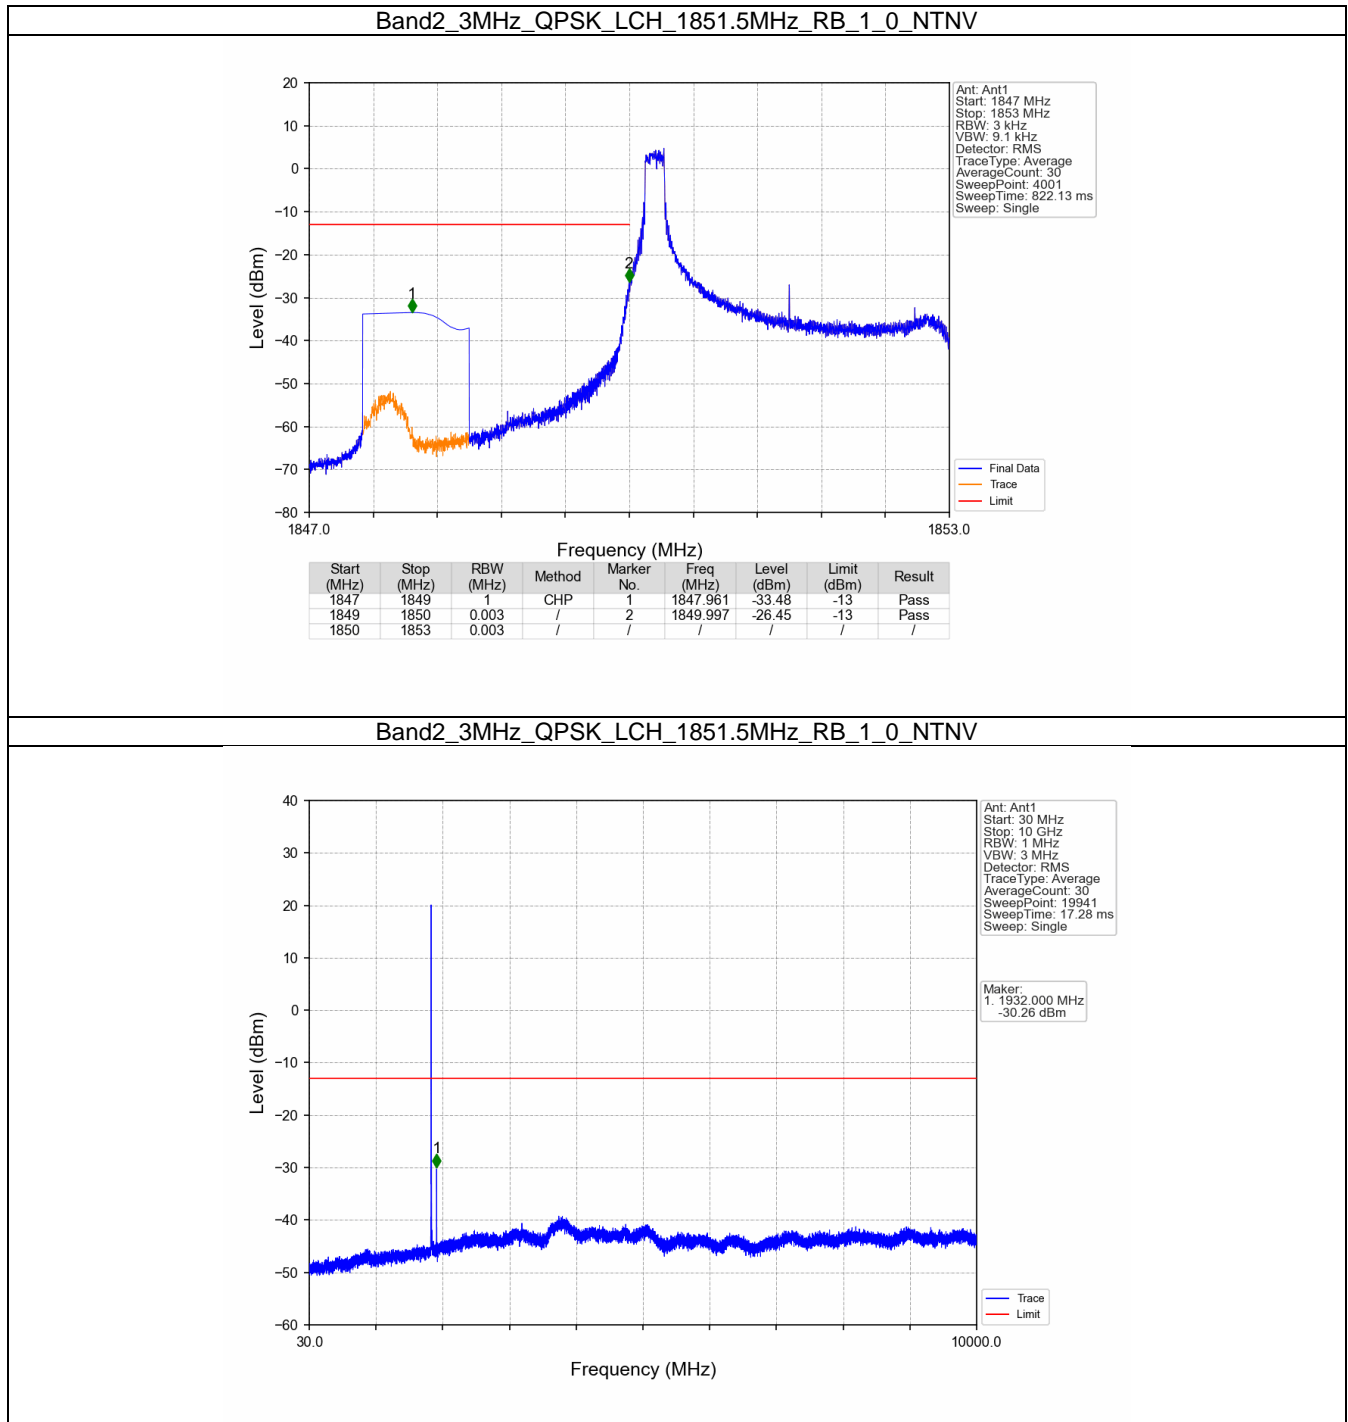 Band2_3MHz_QPSK_LCH_1851.5MHz_RB_1_0_NTNV
20
10
0
−10
−20
−30
−40
−50
−60
−70
−80
Level (dBm)
1
2
1847.0
1853.0
Frequency (MHz)
Ant: Ant1
Start: 1847 MHz
Stop: 1853 MHz
RBW: 3 kHz
VBW: 9.1 kHz
Detector: RMS
TraceType: Average
AverageCount: 30
SweepPoint: 4001
SweepTime: 822.13 ms
Sweep: Single
Final Data
Trace
Limit
Start (MHz) Stop (MHz) RBW (MHz) Method Marker No. Freq (MHz) Level (dBm) Limit (dBm) Result
1847 1849 1 CHP 1 1847.961 -33.48 -13 Pass
1849 1850 0.003 / 2 1849.997 -26.45 -13 Pass
1850 1853 0.003 / / / / / /
Band2_3MHz_QPSK_LCH_1851.5MHz_RB_1_0_NTNV
40
30
20
10
0
−10
−20
−30
−40
−50
−60
Level (dBm)
1
30.0
10000.0
Frequency (MHz)
Ant: Ant1
Start: 30 MHz
Stop: 10 GHz
RBW: 1 MHz
VBW: 3 MHz
Detector: RMS
TraceType: Average
AverageCount: 30
SweepPoint: 19941
SweepTime: 17.28 ms
Sweep: Single
Maker:
1. 1932.000 MHz
-30.26 dBm
Trace
Limit